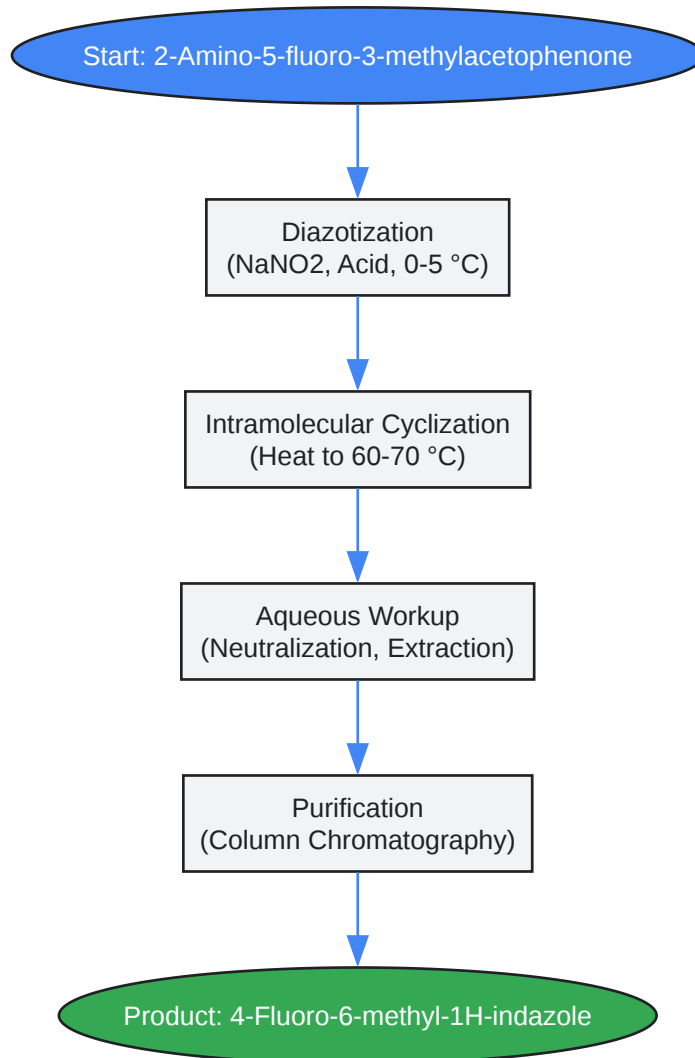 Start: 2-Amino-5-fluoro-3-methylacetophenone
Diazotization
(NaNO2, Acid, 0-5 °C)
Intramolecular Cyclization
(Heat to 60-70 °C)
Aqueous Workup
(Neutralization, Extraction)
Purification
(Column Chromatography)
Product: 4-Fluoro-6-methyl-1H-indazole